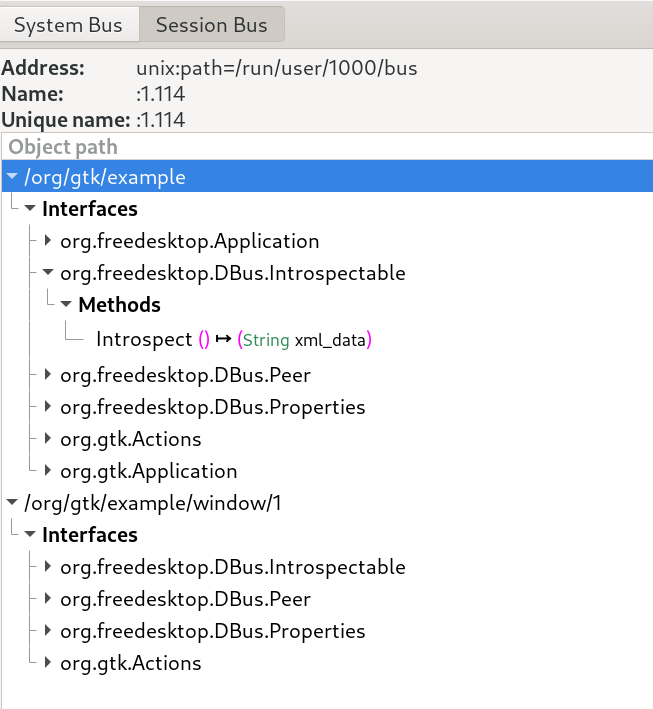 System Bus Session Bus
Address: unix:path=/run/user/1000/bus
Name: :1.114
Unique name: :1.114
Object path
/org/gtk/example
Interfaces
org.freedesktop.Application
org.freedesktop.DBus.Introspectable
Methods
Introspect () ↦ (String xml_data)
org.freedesktop.DBus.Peer
org.freedesktop.DBus.Properties
org.gtk.Actions
org.gtk.Application
/org/gtk/example/window/1
Interfaces
org.freedesktop.DBus.Introspectable
org.freedesktop.DBus.Peer
org.freedesktop.DBus.Properties
org.gtk.Actions